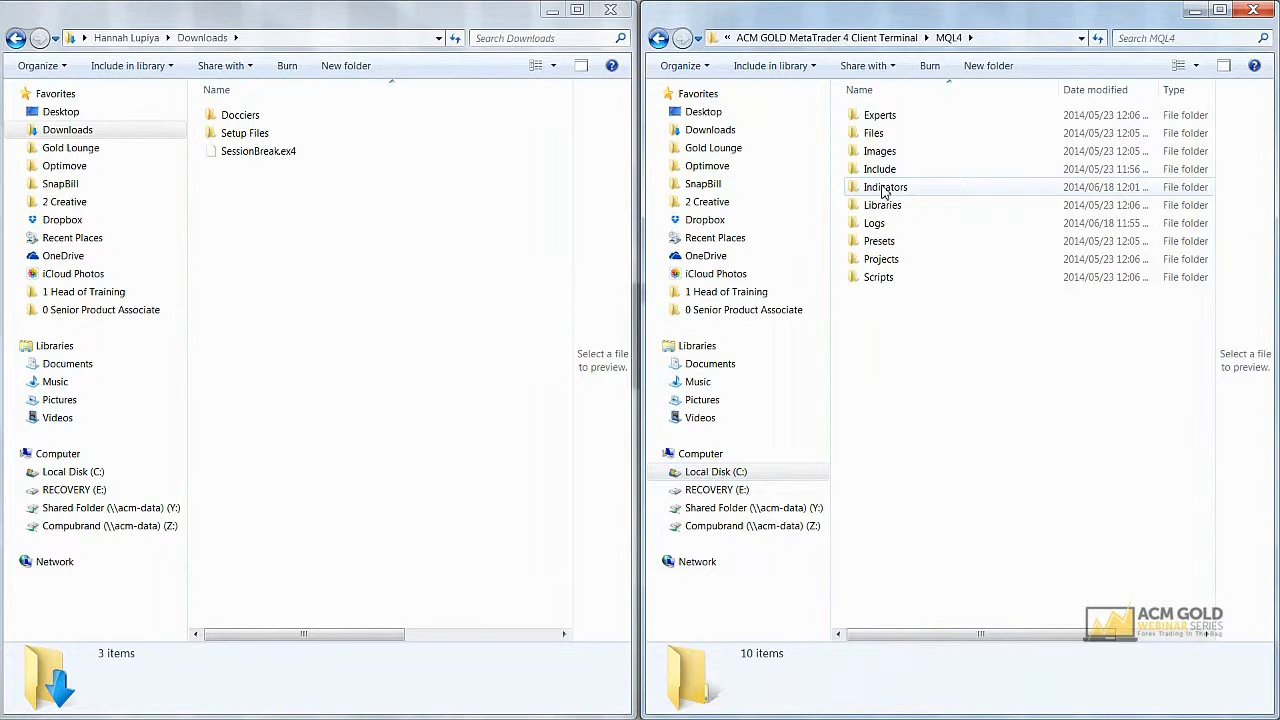 Hannah Lupiya Downloads Search Downloads
Organize Include in library Share with Burn New folder
Favorites
Desktop
Downloads
Gold Lounge
Optimove
SnapBill
2 Creative
Dropbox
Recent Places
OneDrive
iCloud Photos
1 Head of Training
0 Senior Product Associate
Libraries
Documents
Music
Pictures
Videos
Computer
Local Disk (C:)
RECOVERY (E:)
Shared Folder (\\acm-data) (Y:)
Compubrand (\\acm-data) (Z:)
Network
Name
Docciers
Setup Files
SessionBreak.ex4
Select a file
to preview.
3 items
ACM GOLD MetaTrader 4 Client Terminal MQL4 Search MQL4
Organize Include in library Share with Burn New folder
Favorites
Desktop
Downloads
Gold Lounge
Optimove
SnapBill
2 Creative
Dropbox
Recent Places
OneDrive
iCloud Photos
1 Head of Training
0 Senior Product Associate
Libraries
Documents
Music
Pictures
Videos
Computer
Local Disk (C:)
RECOVERY (E:)
Shared Folder (\\acm-data) (Y:)
Compubrand (\\acm-data) (Z:)
Network
Name Date modified Type
Experts 2014/05/23 12:06 ... File folder
Files 2014/05/23 12:06 ... File folder
Images 2014/05/23 12:05 ... File folder
Include 2014/05/23 11:56 ... File folder
Indicators 2014/06/18 12:01 ... File folder
Libraries 2014/05/23 12:06 ... File folder
Logs 2014/06/18 11:55 ... File folder
Presets 2014/05/23 12:05 ... File folder
Projects 2014/05/23 12:06 ... File folder
Scripts 2014/05/23 12:06 ... File folder
Select a file
to preview.
ACM GOLD
WEBINAR SERIES
Forex Trading In The Bag
10 items